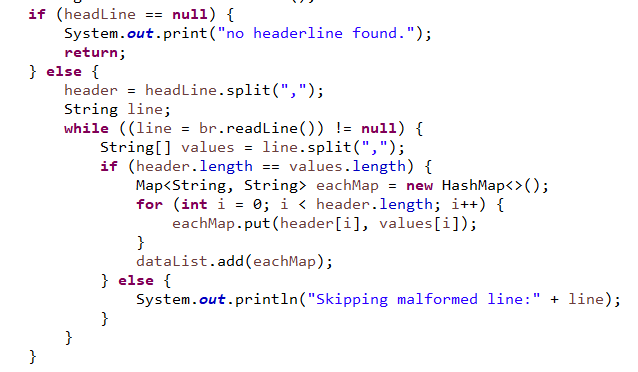 if (headLine == null) {
    System.out.print("no headerline found.");
    return;
} else {
    header = headLine.split(",");
    String line;
    while ((line = br.readLine()) != null) {
        String[] values = line.split(",");
        if (header.length == values.length) {
            Map<String, String> eachMap = new HashMap<>();
            for (int i = 0; i < header.length; i++) {
                eachMap.put(header[i], values[i]);
            }
            dataList.add(eachMap);
        } else {
            System.out.println("Skipping malformed line:" + line);
        }
    }
}